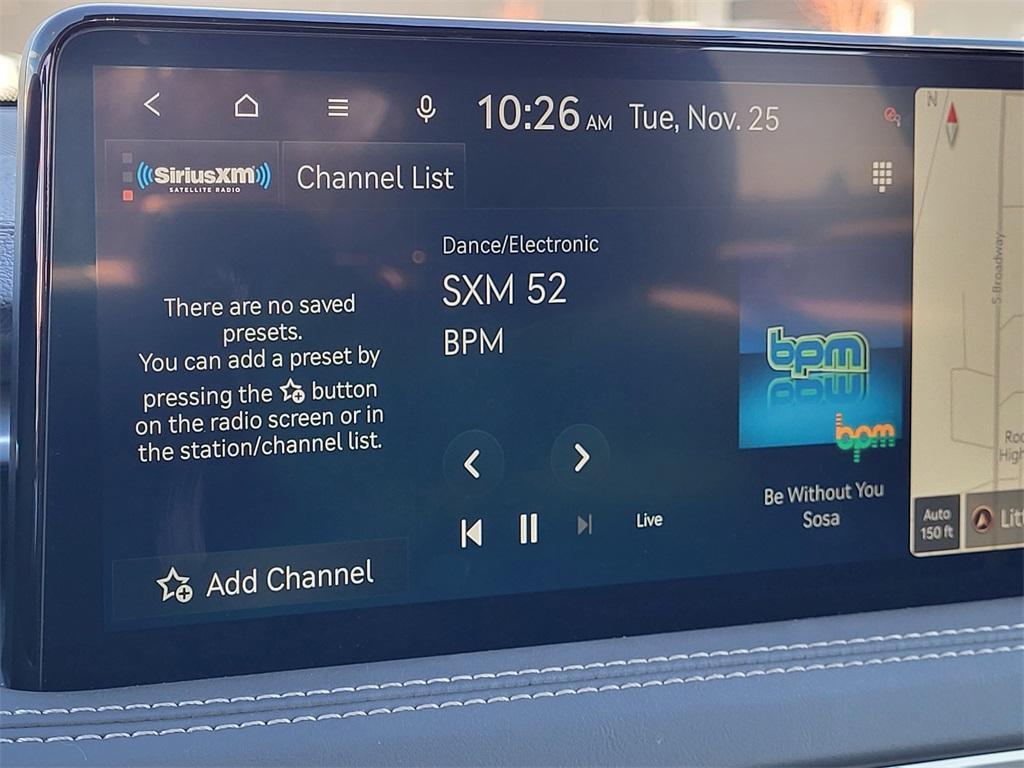 10:26 AM Tue, Nov. 25
SiriusXM
SATELLITE RADIO
Channel List
There are no saved
presets.
You can add a preset by
pressing the button
on the radio screen or in
the station/channel list.
Add Channel
Dance/Electronic
SXM 52
BPM
Live
bpm
bpm
Be Without You
Sosa
N
S Broadway
High
Auto
150 ft